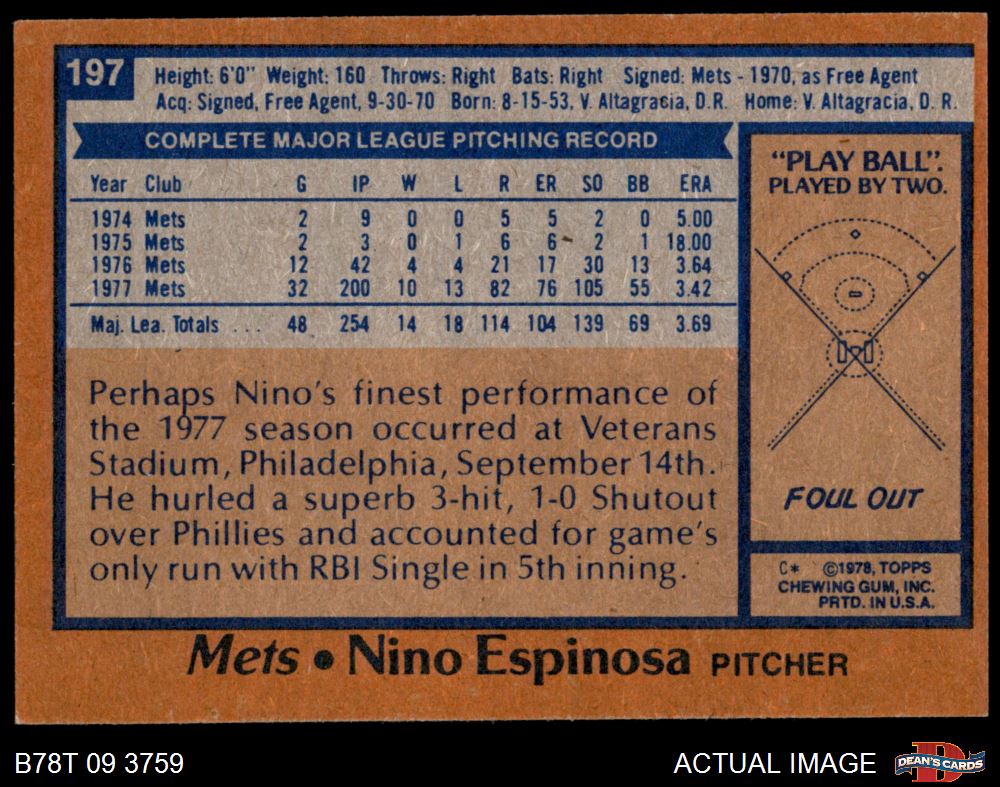 197
Height: 6'0" Weight: 160 Throws: Right Bats: Right Signed: Mets - 1970, as Free Agent
Acq: Signed, Free Agent, 9-30-70 Born: 8-15-53, V. Altagracia, D.R. Home: V. Altagracia, D. R.
COMPLETE MAJOR LEAGUE PITCHING RECORD
Year Club G IP W L R ER SO BB ERA
1974 Mets 2 9 0 0 5 5 2 0 5.00
1975 Mets 2 3 0 1 6 6 2 1 18.00
1976 Mets 12 42 4 4 21 17 30 13 3.64
1977 Mets 32 200 10 13 82 76 105 55 3.42
Maj. Lea. Totals ... 48 254 14 18 114 104 139 69 3.69
Perhaps Nino's finest performance of
the 1977 season occurred at Veterans
Stadium, Philadelphia, September 14th.
He hurled a superb 3-hit, 1-0 Shutout
over Phillies and accounted for game's
only run with RBI Single in 5th inning.
"PLAY BALL".
PLAYED BY TWO.
FOUL OUT
C* ©1978, TOPPS
CHEWING GUM, INC.
PRTD. IN U.S.A.
Mets • Nino Espinosa PITCHER
B78T 09 3759
ACTUAL IMAGE
DEAN'S CARDS